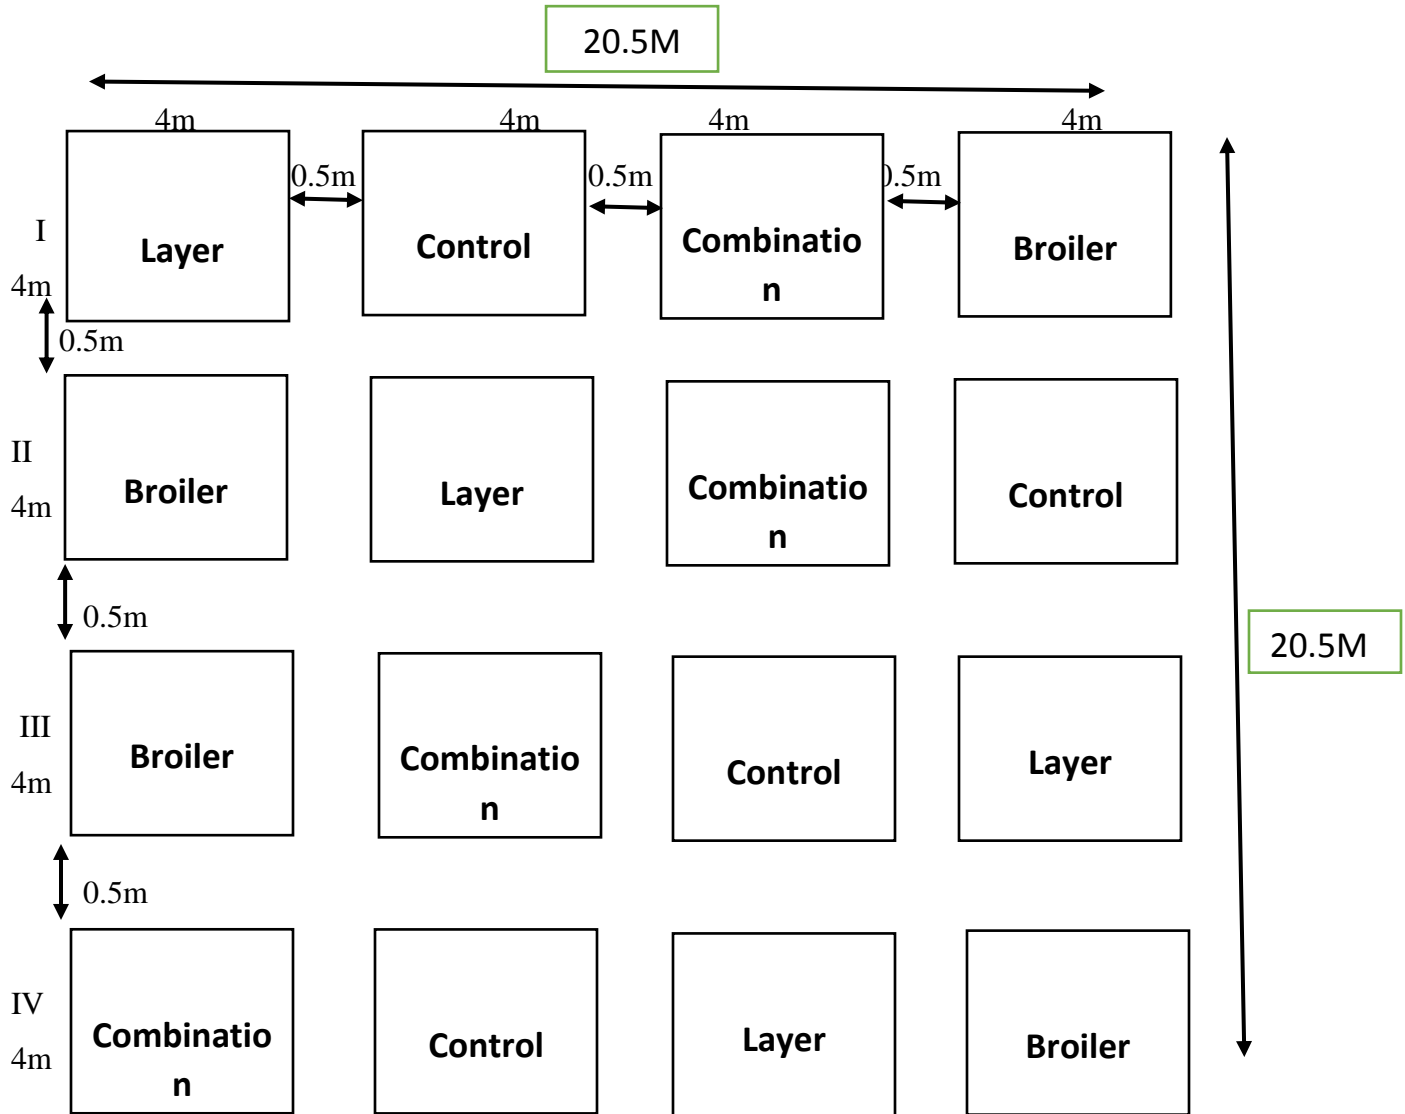 20.5M
4m 4m 4m 4m
0.5m 0.5m 0.5m
I
Layer Control Combinatio
n Broiler
4m
0.5m
II
Broiler Layer Combinatio
n Control
4m
0.5m
20.5M
III
Broiler Combinatio
n Control Layer
4m
0.5m
IV
Combinatio
n Control Layer Broiler
4m